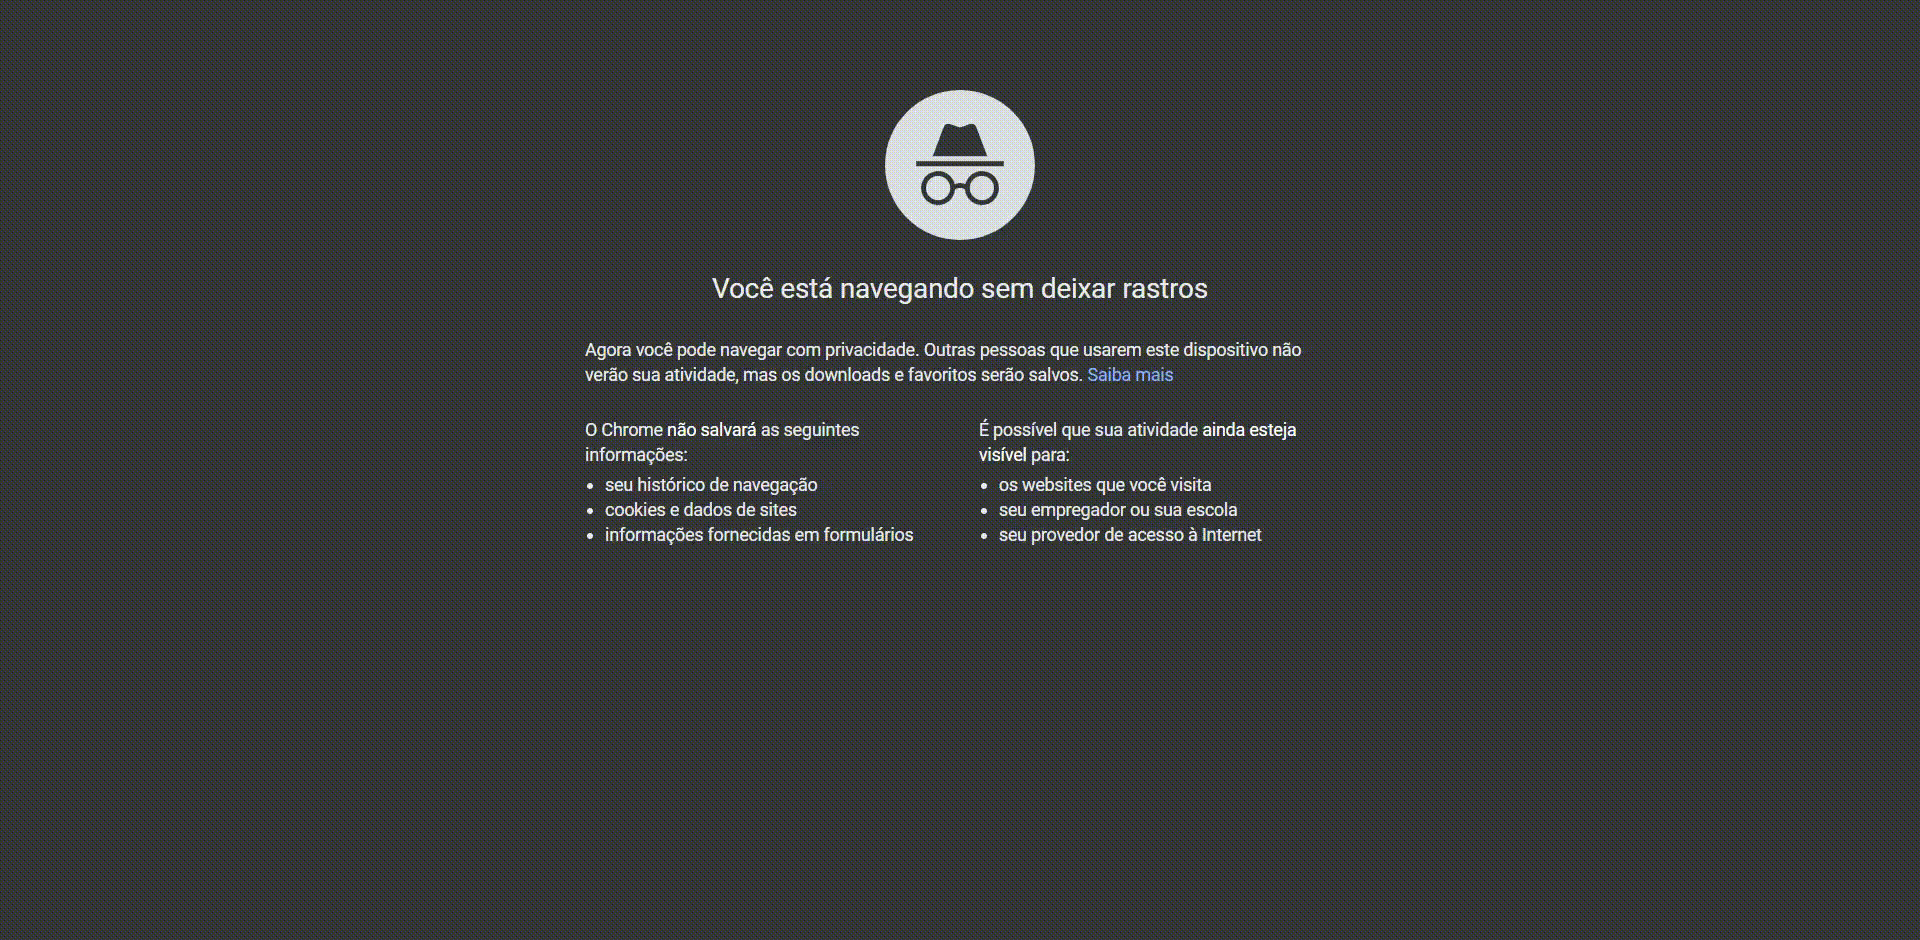 Você está navegando sem deixar rastros
Agora você pode navegar com privacidade. Outras pessoas que usarem este dispositivo não
verão sua atividade, mas os downloads e favoritos serão salvos. Saiba mais
O Chrome não salvará as seguintes
informações:
• seu histórico de navegação
• cookies e dados de sites
• informações fornecidas em formulários
É possível que sua atividade ainda esteja
visível para:
• os websites que você visita
• seu empregador ou sua escola
• seu provedor de acesso à Internet